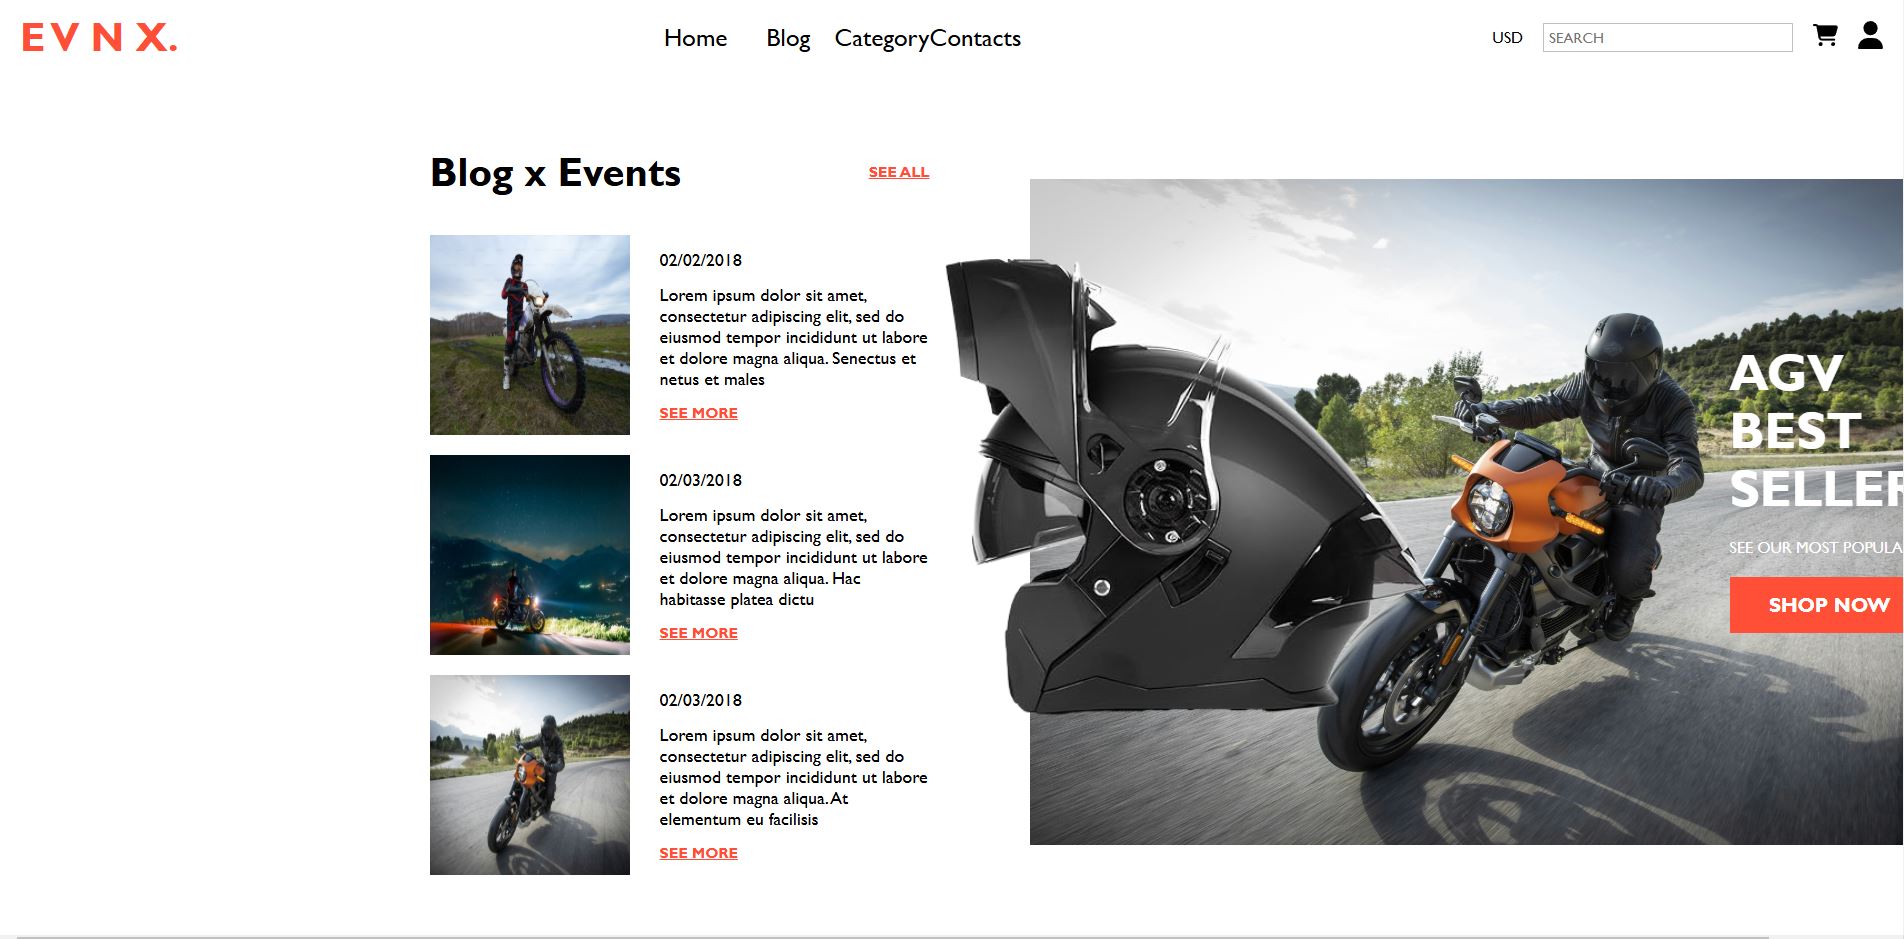 E V N X.
Home Blog Category Contacts
USD SEARCH
Blog x Events SEE ALL
02/02/2018
Lorem ipsum dolor sit amet,
consectetur adipiscing elit, sed do
eiusmod tempor incididunt ut labore
et dolore magna aliqua. Senectus et
netus et males
SEE MORE
02/03/2018
Lorem ipsum dolor sit amet,
consectetur adipiscing elit, sed do
eiusmod tempor incididunt ut labore
et dolore magna aliqua. Hac
habitasse platea dictu
SEE MORE
02/03/2018
Lorem ipsum dolor sit amet,
consectetur adipiscing elit, sed do
eiusmod tempor incididunt ut labore
et dolore magna aliqua. At
elementum eu facilisis
SEE MORE
AGV
BEST
SELLER
SEE OUR MOST POPULA
SHOP NOW